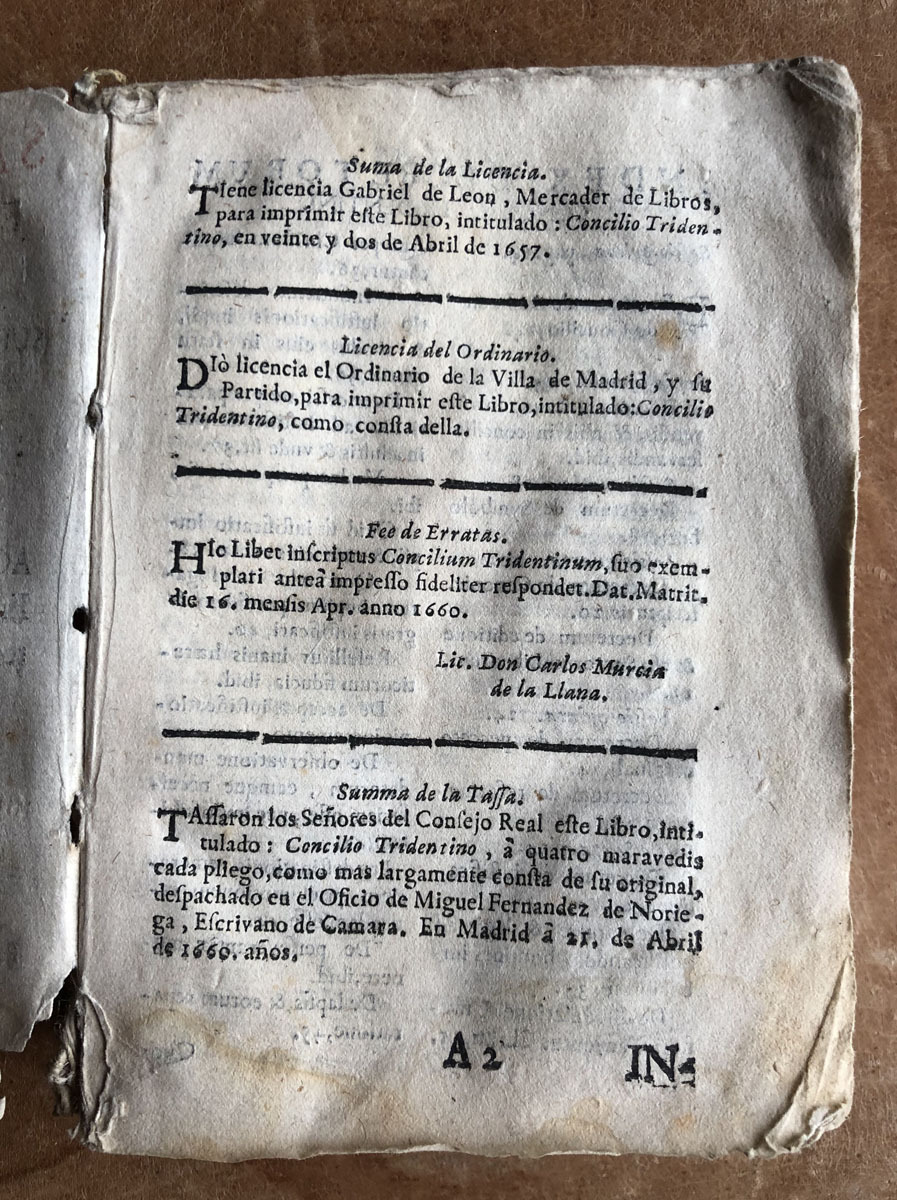 Suma de la Licencia.
TIene licencia Gabriel de Leon, Mercader de Libros,
para imprimir eſte Libro, intitulado: Concilio Triden-
tino, en veinte y dos de Abril de 1657.
Licencia del Ordinario.
DIò licencia el Ordinario de la Villa de Madrid, y ſu
Partido, para imprimir eſte Libro, intitulado: Concilio
Tridentino, como conſta della.
Fee de Erratas.
HIc Liber inſcriptus Concilium Tridentinum, ſuo exem-
plari anteà impreſſo fideliter reſpondet. Dat. Matrit.
die 16. menſis Apr. anno 1660.
Lic. Don Carlos Murcia
de la Llana.
Summa de la Taſſa.
TAſſaron los Señores del Conſejo Real eſte Libro, inti-
tulado: Concilio Tridentino, à quatro maravedis
cada pliego, como mas largamente conſta de ſu original,
deſpachado en el Oficio de Miguel Fernandez de Norie-
ga, Eſcrivano de Camara. En Madrid à 21. de Abril
de 1660. años.
A 2 IN-